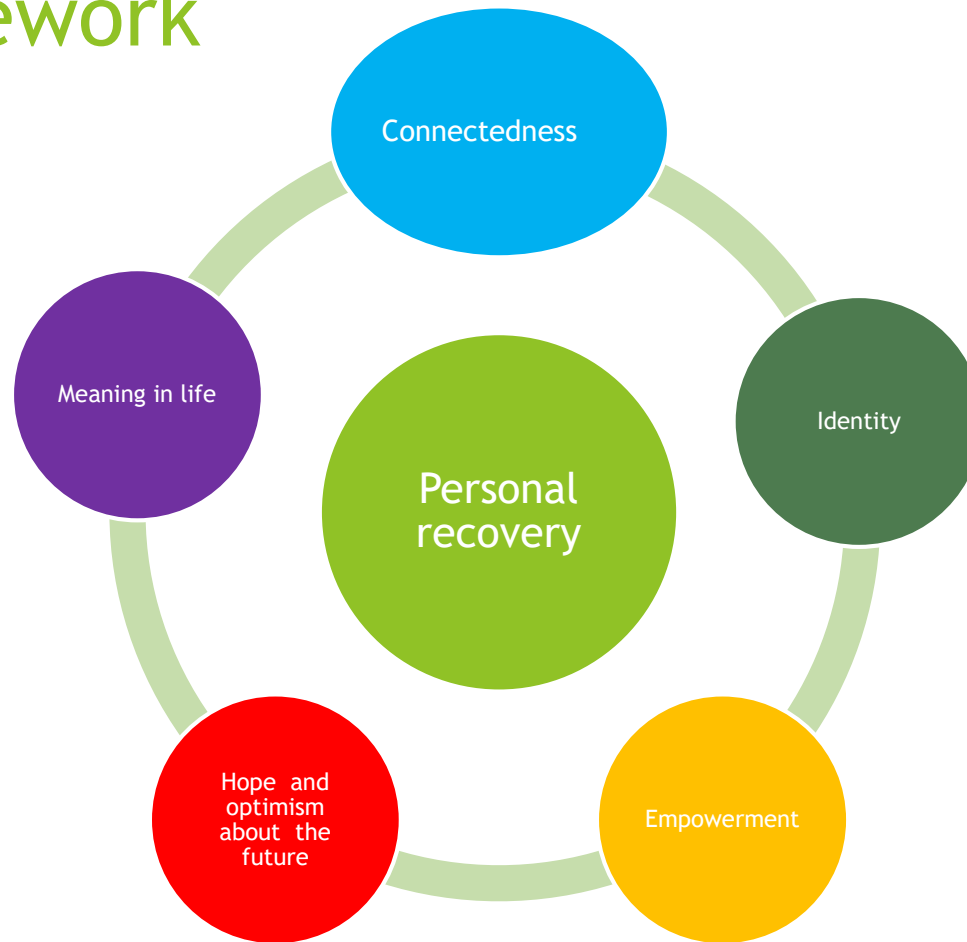 ework
Connectedness
Meaning in life
Identity
Personal
recovery
Hope and
optimism
about the
future
Empowerment